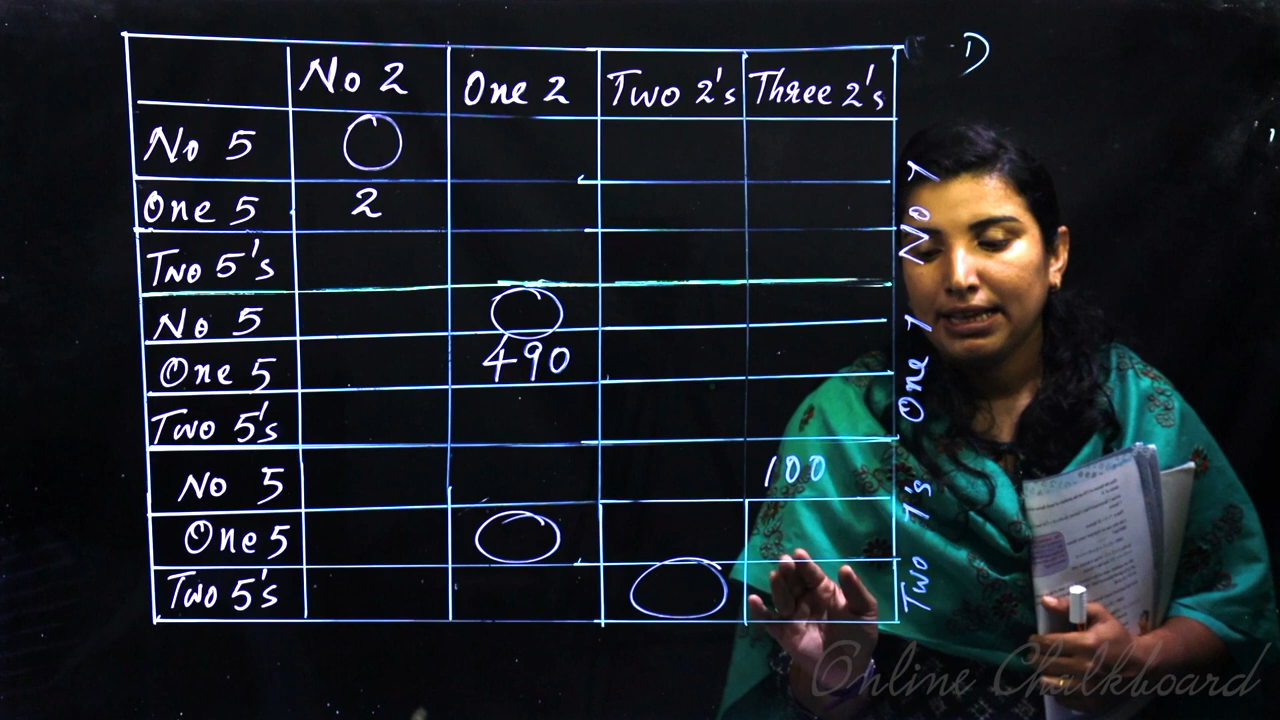 D
No 2 One 2 Two 2's Three 2's
No 5
One 5 2
Two 5's
No 5
One 5 490
Two 5's
No 5 100
One 5
Two 5's
No 7
One 7
Two 7's
Online Chalkboard